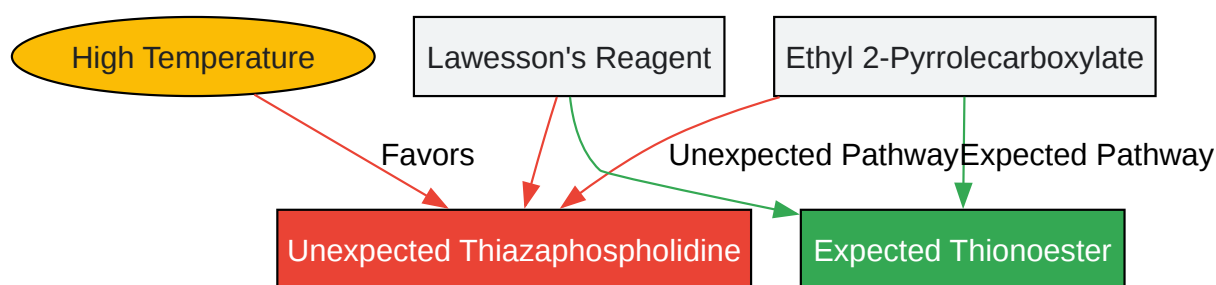 High Temperature
Lawesson's Reagent
Ethyl 2-Pyrrolecarboxylate
Favors
Unexpected Pathway
Expected Pathway
Unexpected Thiazaphospholidine
Expected Thionoester